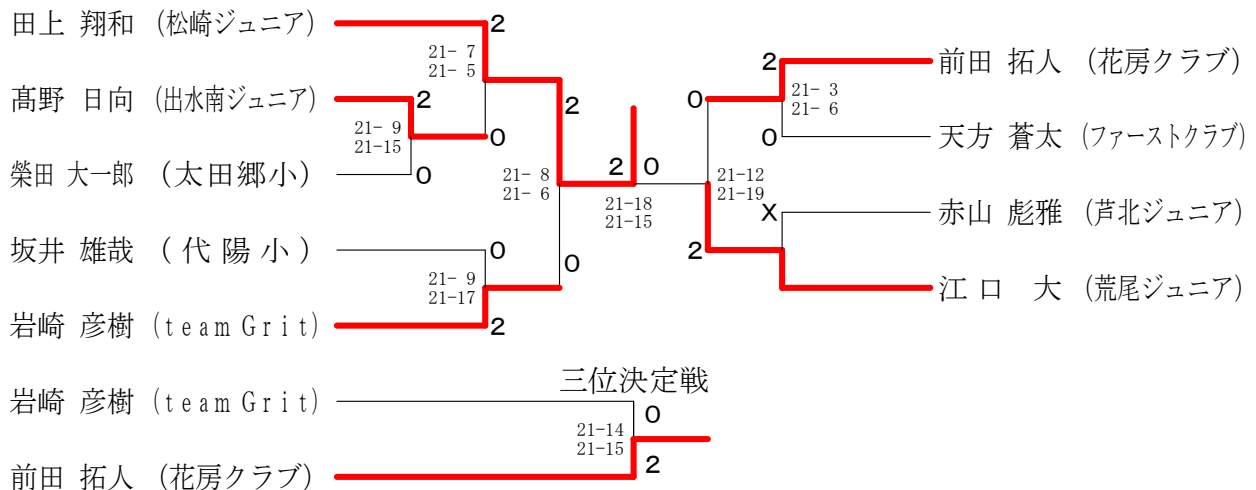 田上 翔和 (松崎ジュニア)
2
21- 7
21- 5
髙野 日向 (出水南ジュニア)
2
0
21- 9
21-15
榮田 大一郎 (太田郷小)
0
2
21- 8
21- 6
坂井 雄哉 (代陽小)
0
0
21- 9
21-17
岩崎 彦樹 (team Grit)
2
2 0
21-18
21-15
前田 拓人 (花房クラブ)
2
0
21- 3
21- 6
天方 蒼太 (ファーストクラブ)
0
21-12
21-19
赤山 彪雅 (芦北ジュニア)
X
2
江口 大 (荒尾ジュニア)
三位決定戦
岩崎 彦樹 (team Grit)
0
21-14
21-15
前田 拓人 (花房クラブ)
2